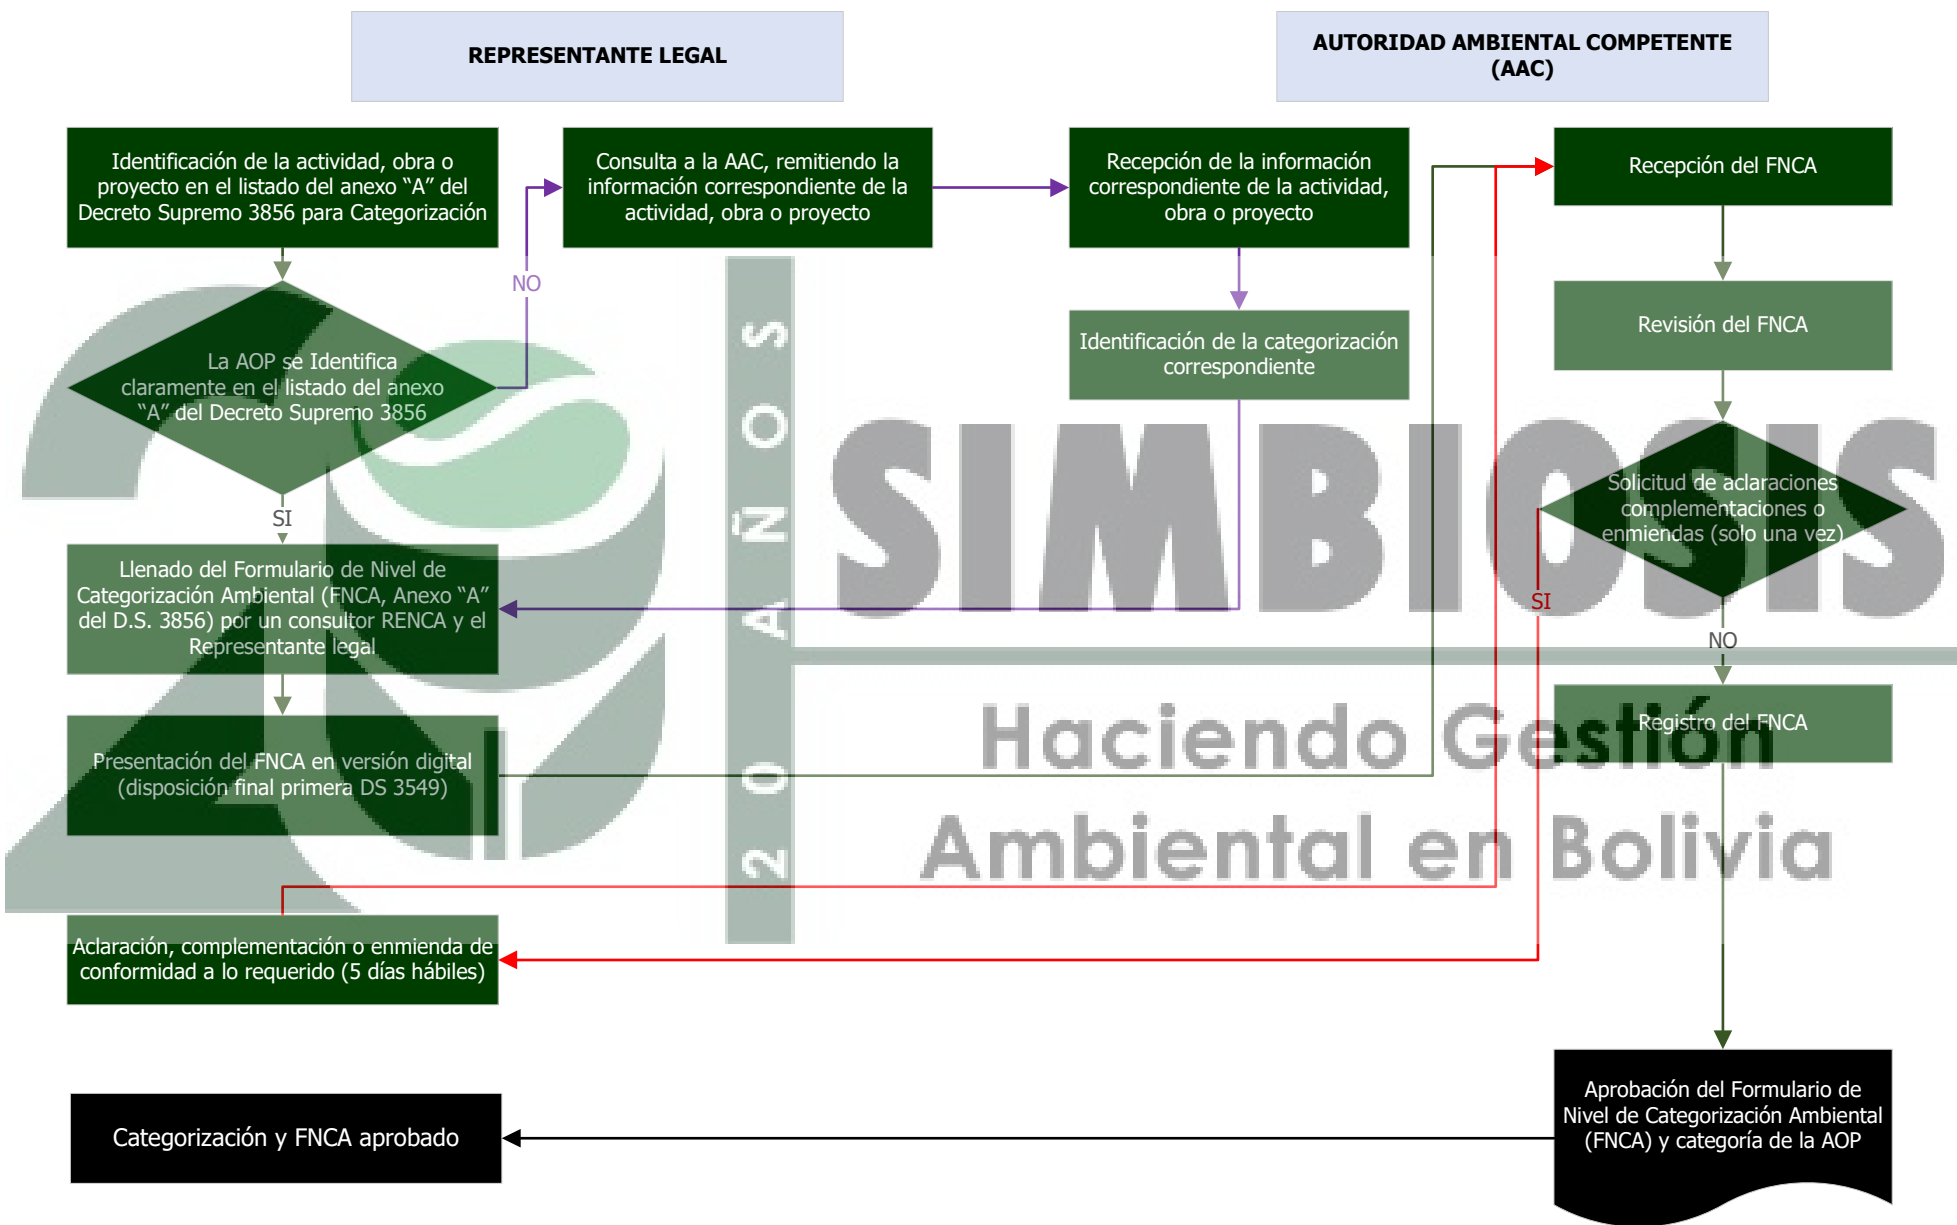 REPRESENTANTE LEGAL
AUTORIDAD AMBIENTAL COMPETENTE
(AAC)
Identificación de la actividad, obra o
proyecto en el listado del anexo “A” del
Decreto Supremo 3856 para Categorización
Consulta a la AAC, remitiendo la
información correspondiente de la
actividad, obra o proyecto
Recepción de la información
correspondiente de la actividad,
obra o proyecto
Recepción del FNCA
NO
La AOP se Identifica
claramente en el listado del anexo
“A” del Decreto Supremo 3856
Identificación de la categorización
correspondiente
Revisión del FNCA
SI
Solicitud de aclaraciones
complementaciones o
enmiendas (solo una vez)
Llenado del Formulario de Nivel de
Categorización Ambiental (FNCA, Anexo “A”
del D.S. 3856) por un consultor RENCA y el
Representante legal
SI
NO
Registro del FNCA
Presentación del FNCA en versión digital
(disposición final primera DS 3549)
Aclaración, complementación o enmienda de
conformidad a lo requerido (5 días hábiles)
Aprobación del Formulario de
Nivel de Categorización Ambiental
(FNCA) y categoría de la AOP
Categorización y FNCA aprobado
20 AÑOS
SIMBIOSIS
Haciendo Gestión
Ambiental en Bolivia